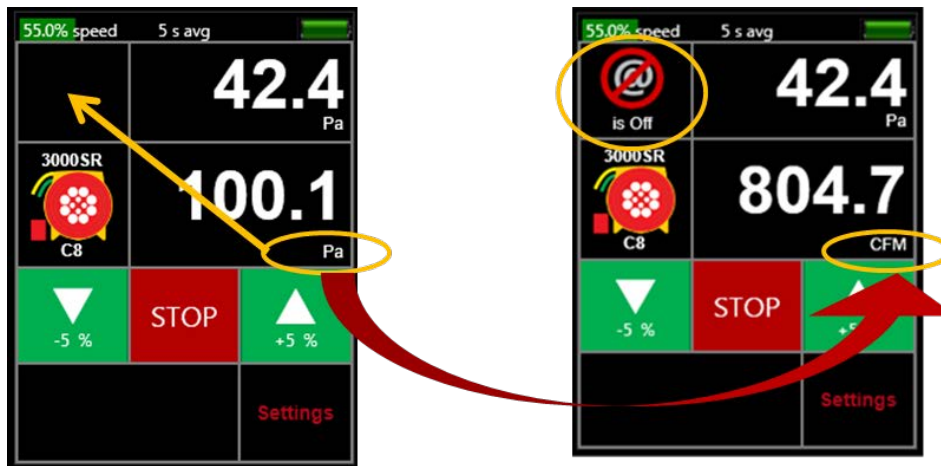 55.0% speed 5 s avg
42.4
Pa
3000SR
100.1
C8
Pa
-5 %
STOP
+5 %
Settings
55.0% speed 5 s avg
@
is Off
42.4
Pa
3000SR
804.7
C8
CFM
-5 %
STOP
Settings